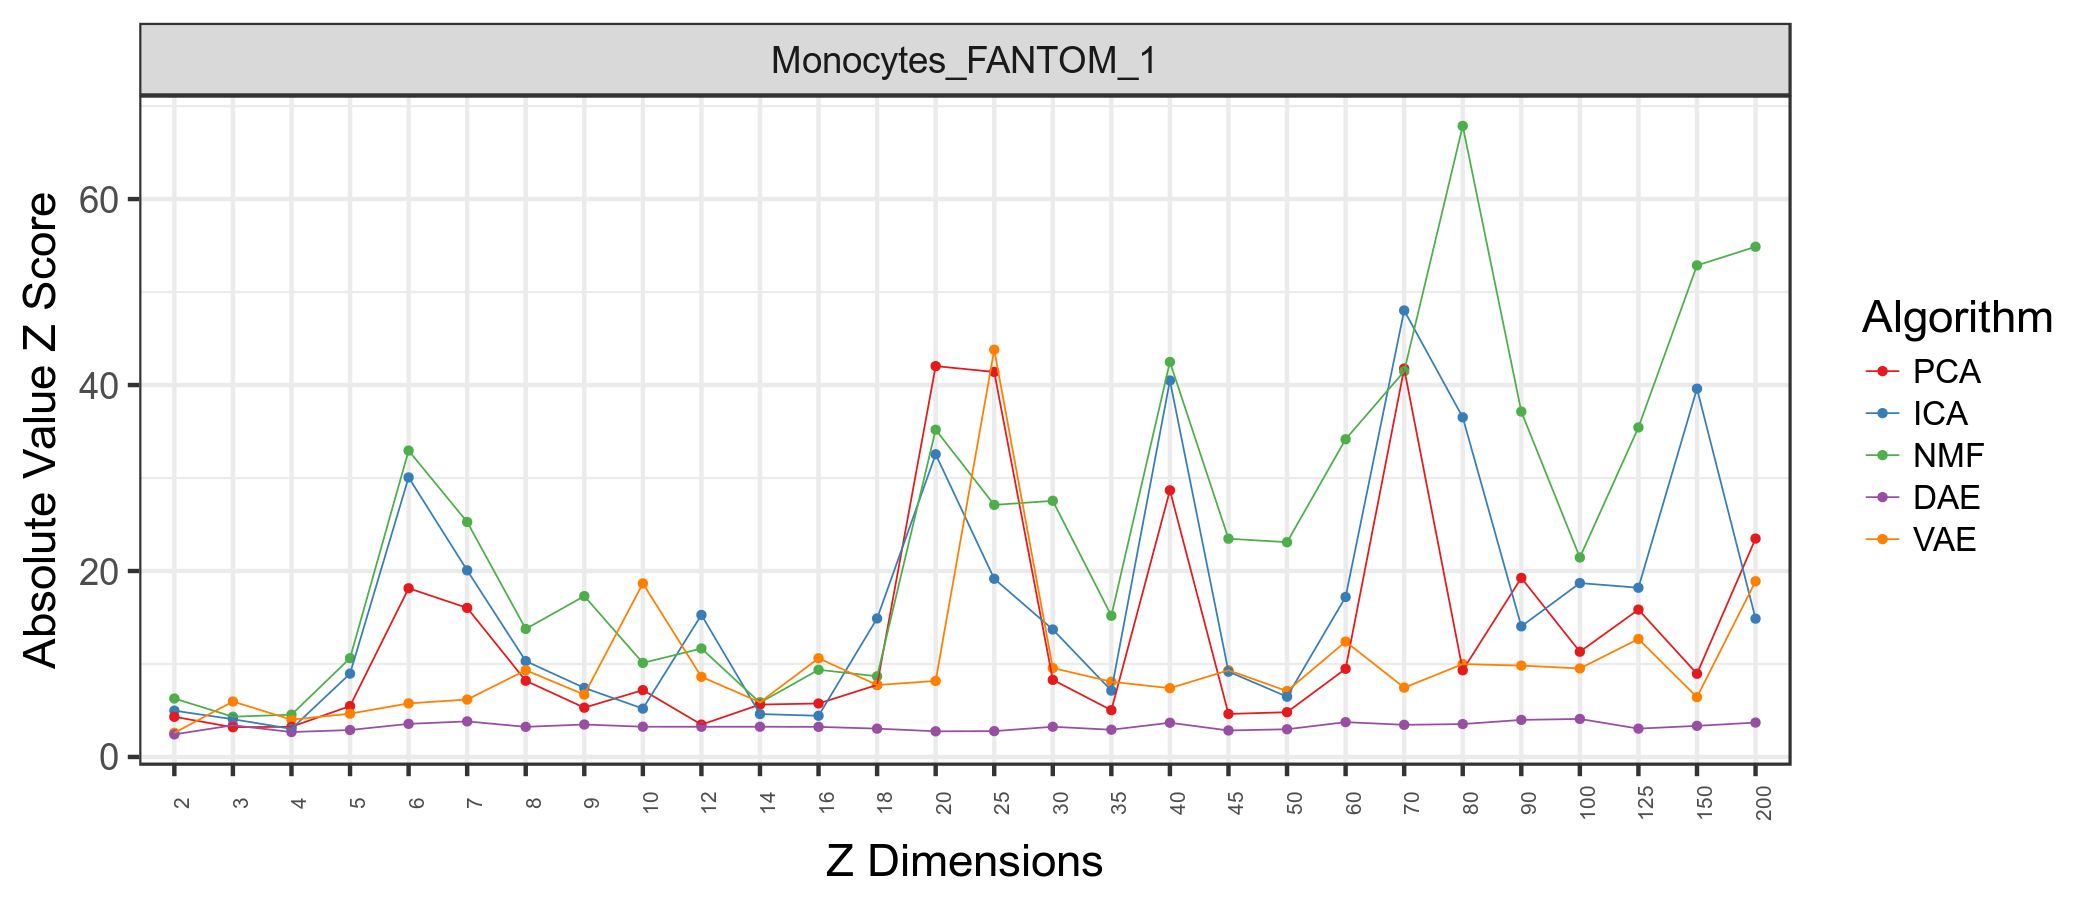 Monocytes_FANTOM_1
Absolute Value Z Score
60
40
20
0
2 3 4 5 6 7 8 9 10 12 14 16 18 20 25 30 35 40 45 50 60 70 80 90 100 125 150 200
Z Dimensions
Algorithm
PCA
ICA
NMF
DAE
VAE